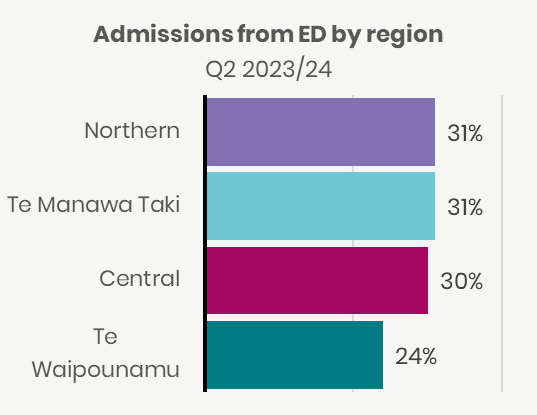 Admissions from ED by region
Q2 2023/24
Northern
31%
Te Manawa Taki
31%
Central
30%
Te
Waipounamu
24%